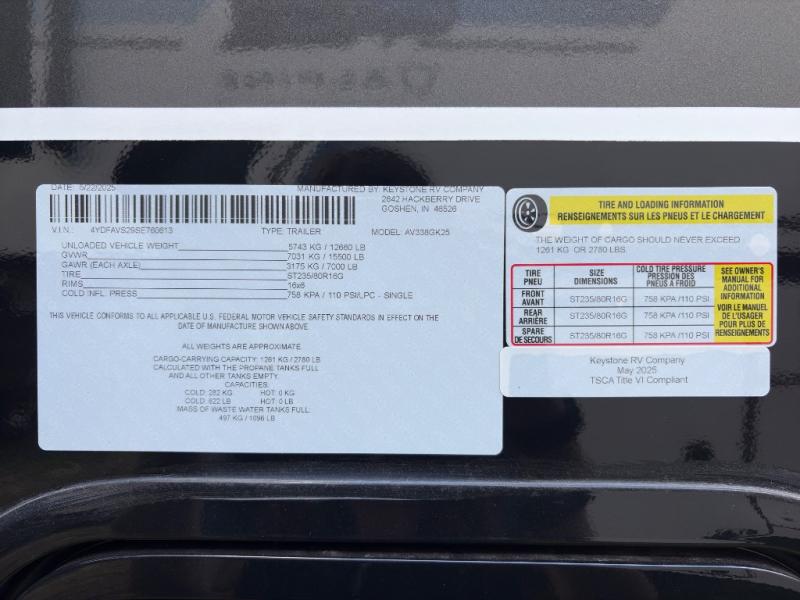 DATE: 5/22/2025 MANUFACTURED BY: KEYSTONE RV COMPANY
2642 HACKBERRY DRIVE
GOSHEN, IN 46526
V.I.N.: 4YDFAVS29SE760613 TYPE: TRAILER MODEL: AV338GK25
UNLOADED VEHICLE WEIGHT 5743 KG / 12660 LB
GVWR 7031 KG / 15500 LB
GAWR (EACH AXLE) 3175 KG / 7000 LB
TIRE ST235/80R16G
RIMS 16x6
COLD INFL. PRESS 758 KPA / 110 PSI/LPC - SINGLE
THIS VEHICLE CONFORMS TO ALL APPLICABLE U.S. FEDERAL MOTOR VEHICLE SAFETY STANDARDS IN EFFECT ON THE
DATE OF MANUFACTURE SHOWN ABOVE.
ALL WEIGHTS ARE APPROXIMATE.
CARGO-CARRYING CAPACITY: 1261 KG / 2780 LB
CALCULATED WITH THE PROPANE TANKS FULL
AND ALL OTHER TANKS EMPTY.
CAPACITIES:
COLD: 282 KG HOT: 0 KG
COLD: 622 LB HOT: 0 LB
MASS OF WASTE WATER TANKS FULL:
497 KG / 1096 LB
TIRE AND LOADING INFORMATION
RENSEIGNEMENTS SUR LES PNEUS ET LE CHARGEMENT
THE WEIGHT OF CARGO SHOULD NEVER EXCEED
1261 KG OR 2780 LBS.
TIRE PNEU SIZE DIMENSIONS COLD TIRE PRESSURE PRESSION DES PNEUS A FROID
FRONT AVANT ST235/80R16G 758 KPA /110 PSI
REAR ARRIÈRE ST235/80R16G 758 KPA /110 PSI
SPARE DE SECOURS ST235/80R16G 758 KPA /110 PSI
SEE OWNER'S
MANUAL FOR
ADDITIONAL
INFORMATION
VOIR LE MANUEL
DE L'USAGER
POUR PLUS DE
RENSEIGNEMENTS
Keystone RV Company
May 2025
TSCA Title VI Compliant